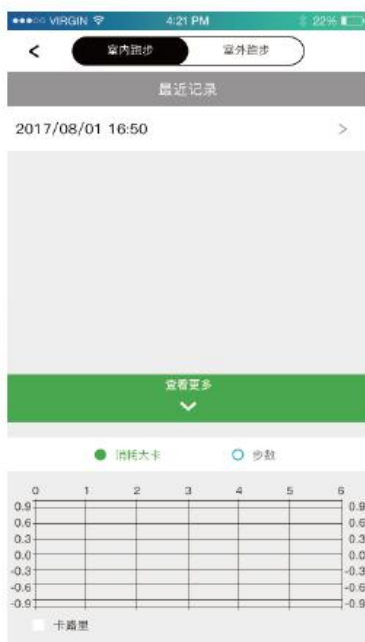 VIRGIN 4:21 PM 22%
室内跑步 室外跑步
最近记录
2017/08/01 16:50
查看更多
消耗大卡 步数
0 1 2 3 4 5 6
0.9 0.9
0.6 0.6
0.3 0.3
0.0 0.0
-0.3 -0.3
-0.6 -0.6
-0.9 -0.9
卡路里